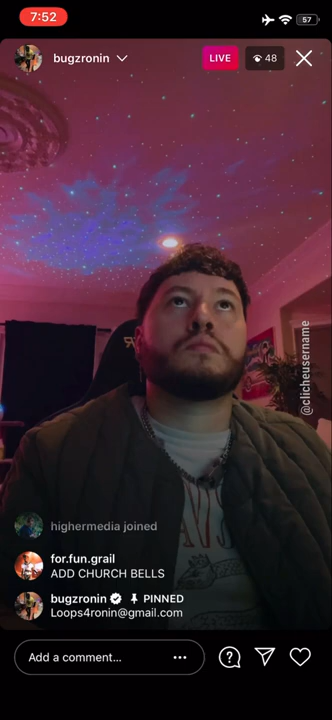 7:52
57
bugzronin
LIVE
48
@clicheusername
highermedia joined
for.fun.grail
ADD CHURCH BELLS
bugzronin PINNED
Loops4ronin@gmail.com
Add a comment...